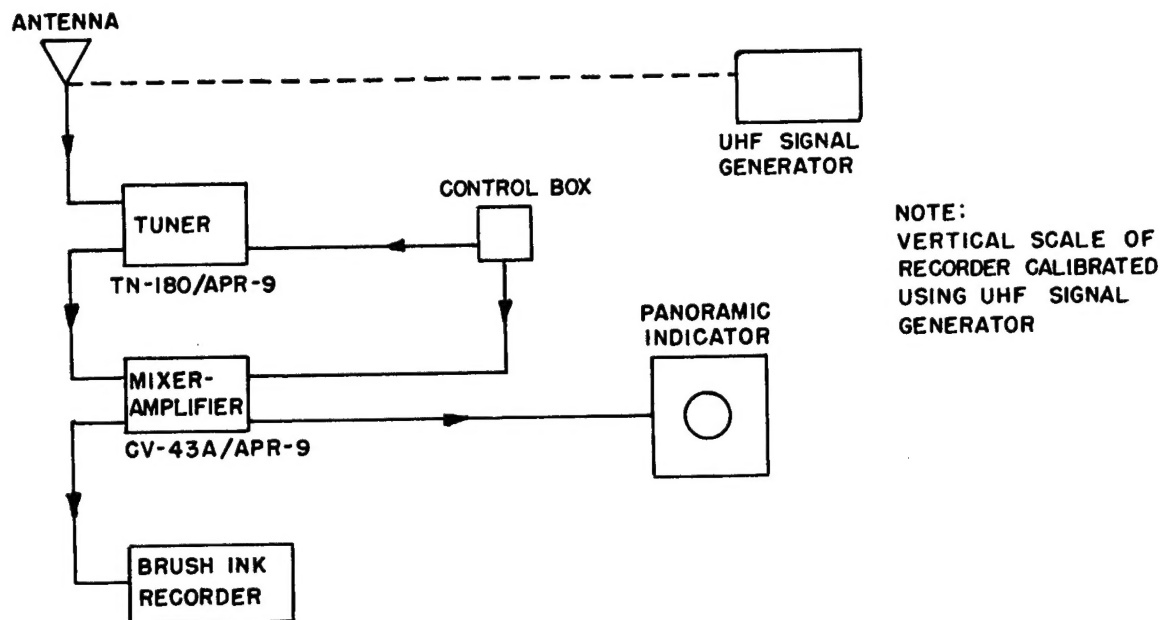 ANTENNA
UHF SIGNAL
GENERATOR
CONTROL BOX
TUNER
TN-180/APR-9
NOTE:
VERTICAL SCALE OF
RECORDER CALIBRATED
USING UHF SIGNAL
GENERATOR
PANORAMIC
INDICATOR
MIXER-
AMPLIFIER
CV-43A/APR-9
BRUSH INK
RECORDER